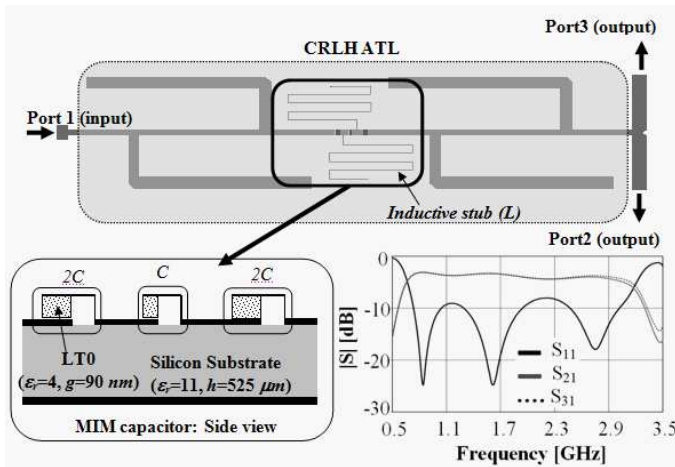 Port3 (output)
CRLH ATL
Port 1 (input)
Inductive stub (L)
Port2 (output)
2C
C
2C
LT0
(εr=4, g=90 nm)
Silicon Substrate
(εr=11, h=525 μm)
MIM capacitor: Side view
|S| [dB]
0
-10
-20
-30
S11
S21
S31
0.5 1.1 1.7 2.3 2.9 3.5
Frequency [GHz]